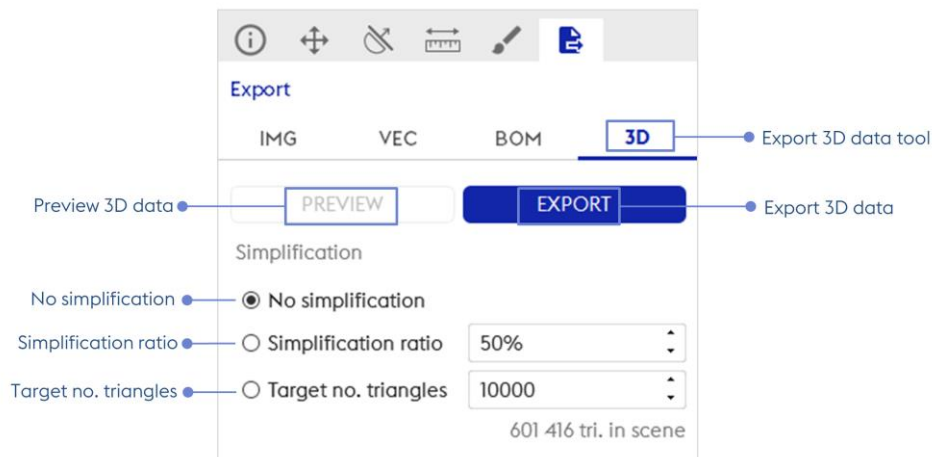 Export
IMG VEC BOM 3D
Export 3D data tool
Preview 3D data
PREVIEW
EXPORT
Export 3D data
Simplification
No simplification
No simplification
Simplification ratio
Simplification ratio
50%
Target no. triangles
Target no. triangles
10000
601 416 tri. in scene